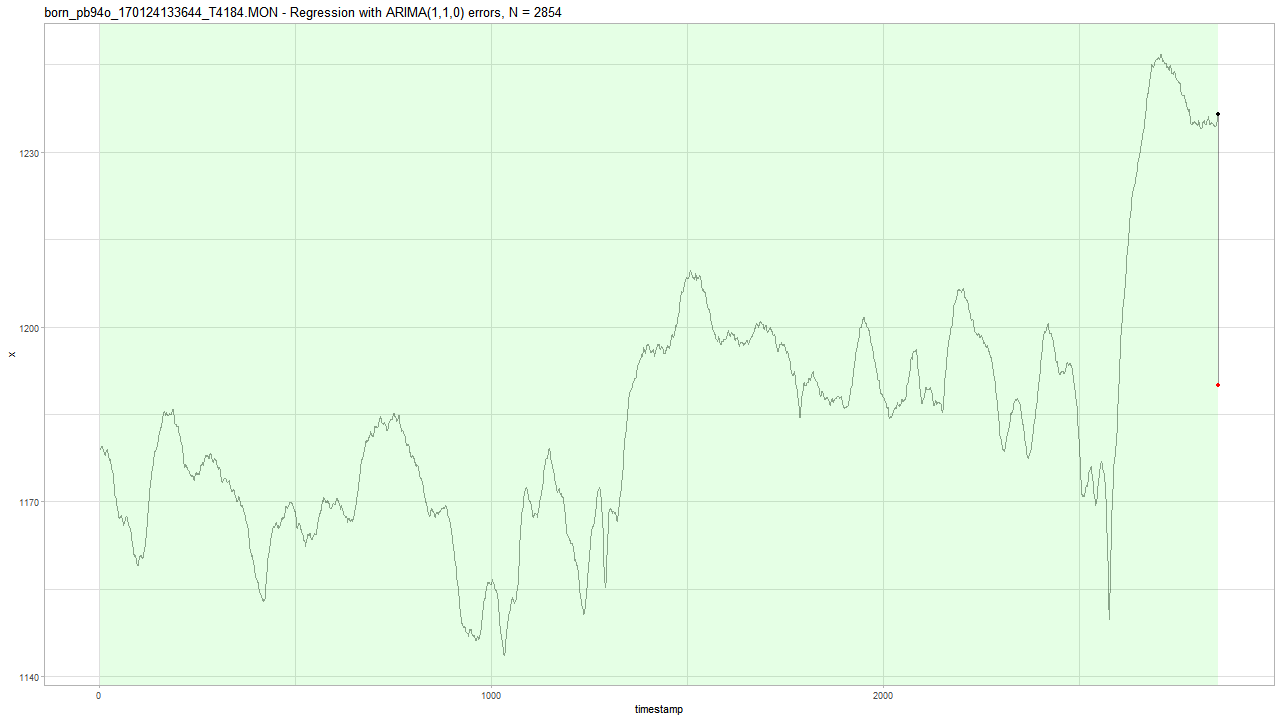 born_pb94o_170124133644_T4184.MON - Regression with ARIMA(1,1,0) errors, N = 2854
1230
1200
x
1170
1140
0
1000
2000
timestamp